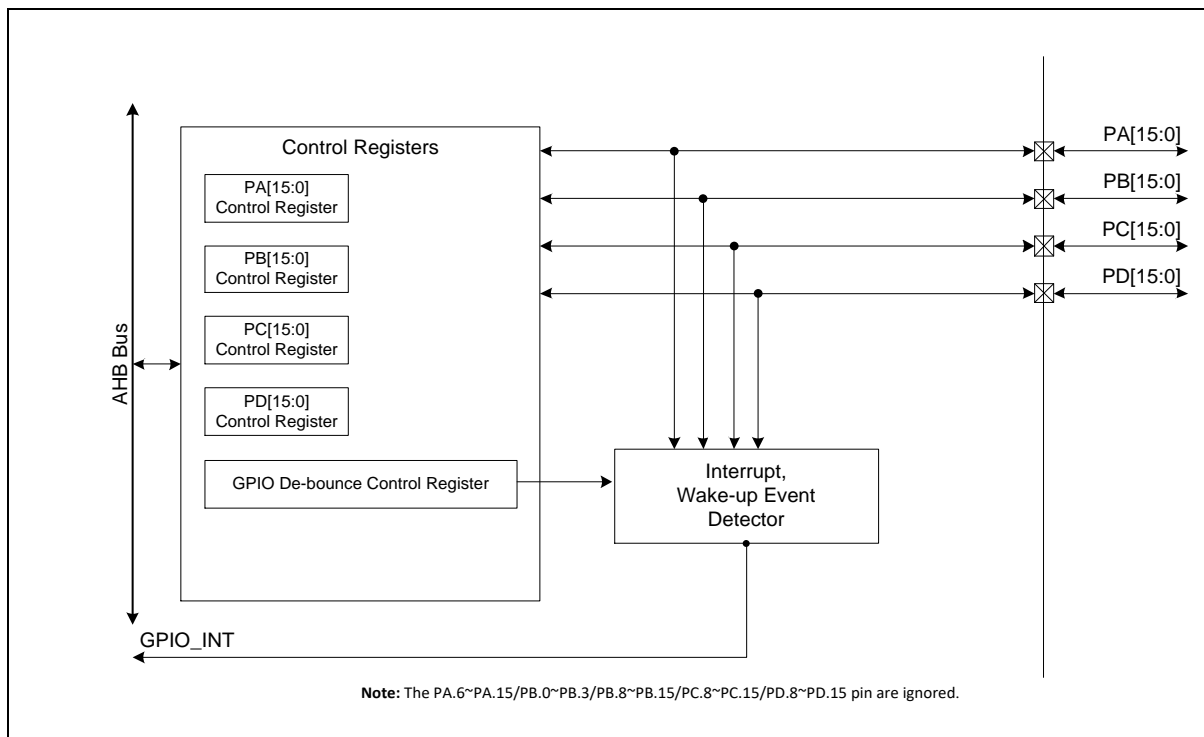 Control Registers
PA[15:0]
Control Register
PB[15:0]
Control Register
PC[15:0]
Control Register
PD[15:0]
Control Register
GPIO De-bounce Control Register
AHB Bus
Interrupt,
Wake-up Event
Detector
PA[15:0]
PB[15:0]
PC[15:0]
PD[15:0]
GPIO_INT
Note: The PA.6~PA.15/PB.0~PB.3/PB.8~PB.15/PC.8~PC.15/PD.8~PD.15 pin are ignored.